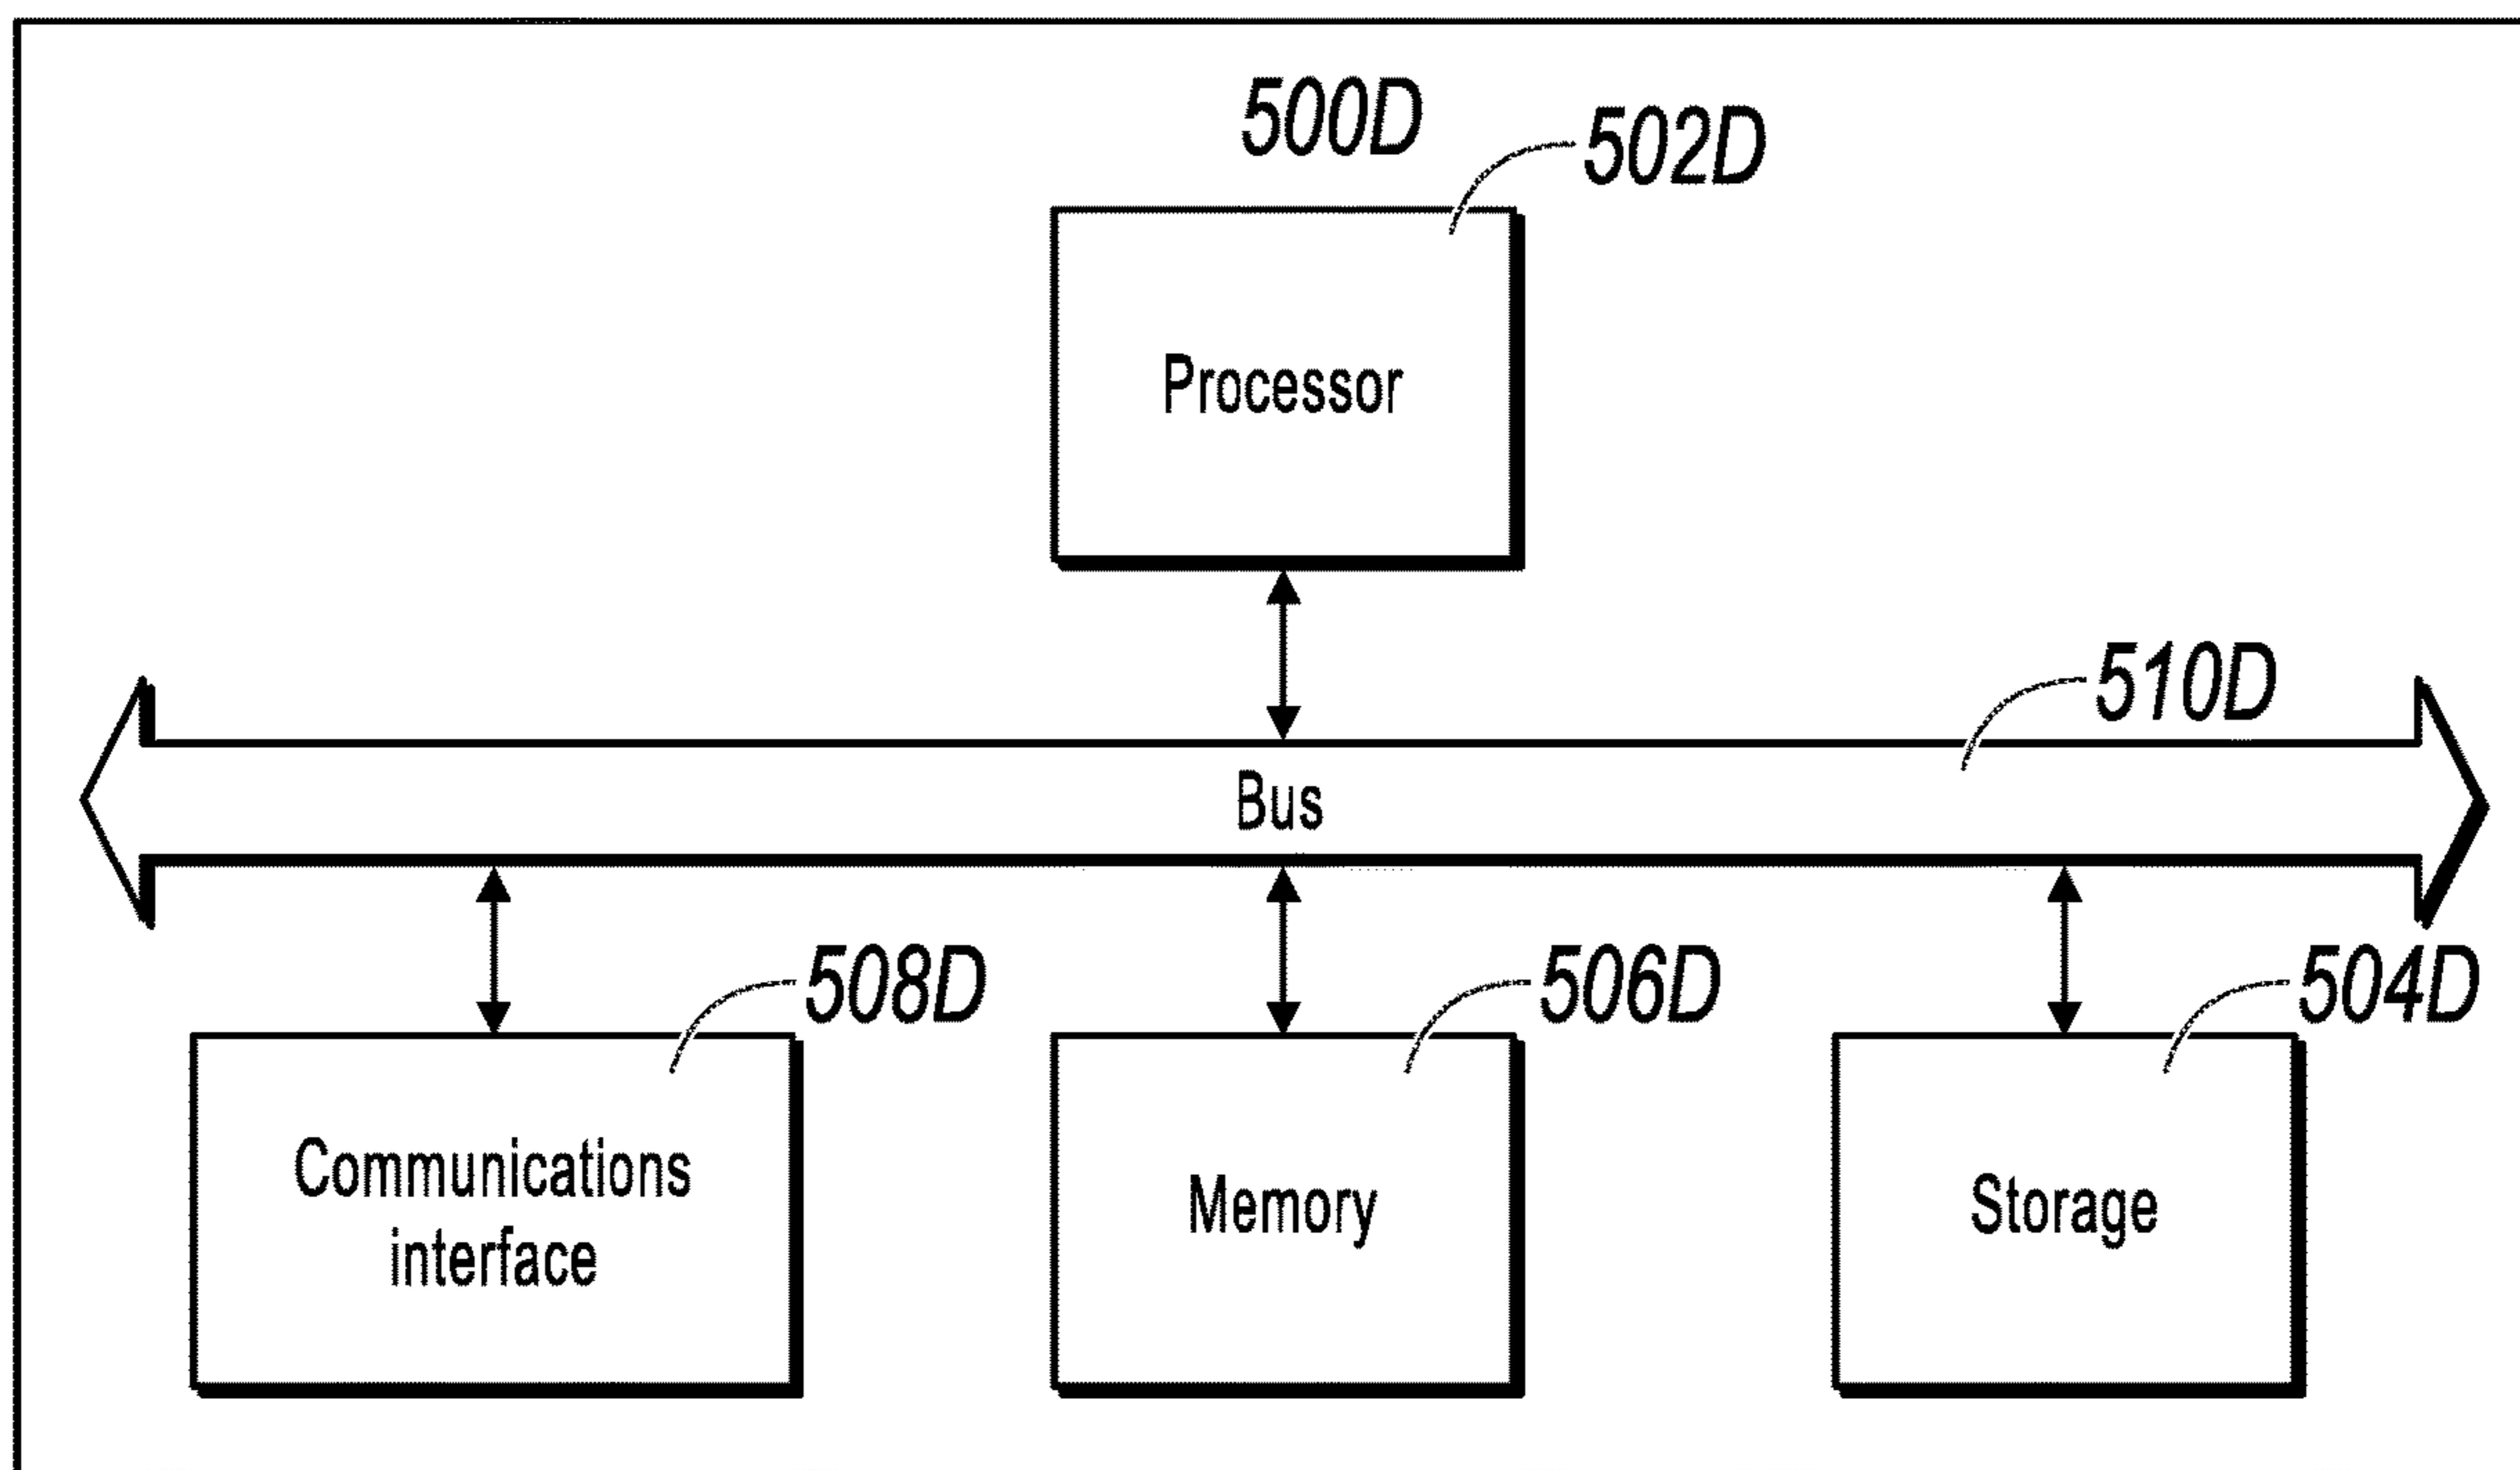 500D
502D
Processor
510D
Bus
508D
506D
504D
Communications
interface
Memory
Storage